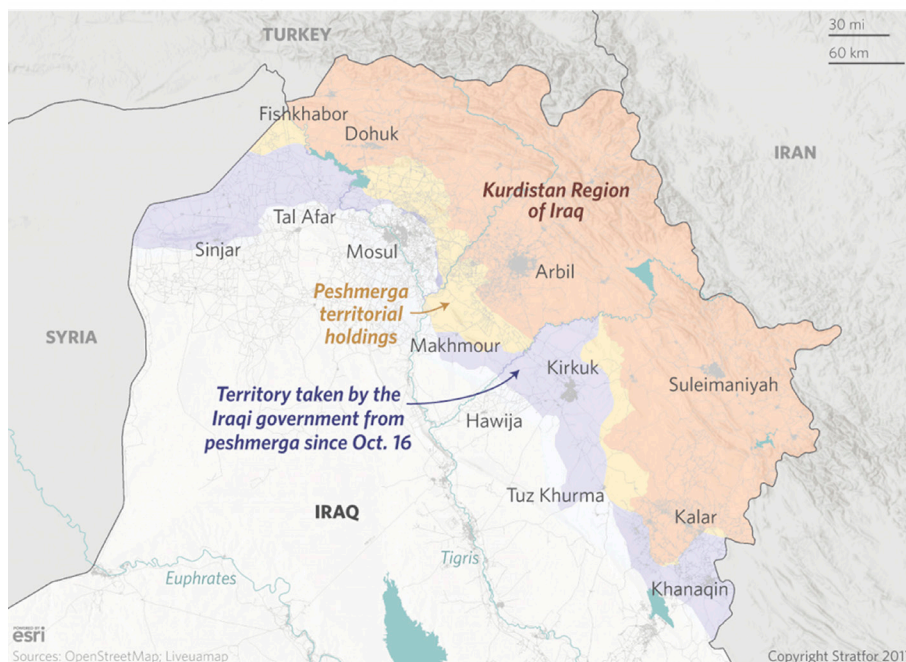 30 mi
60 km
TURKEY
Fishkhabor
Dohuk
IRAN
Kurdistan Region
of Iraq
Tal Afar
Mosul
Sinjar
Arbil
Peshmerga
territorial
holdings
SYRIA
Makhmour
Kirkuk
Suleimaniyah
Territory taken by the
Iraqi government from
peshmerga since Oct. 16
Hawija
Tuz Khurma
IRAQ
Kalar
Tigris
Euphrates
Khanaqin
POWERED BY
esri
Sources: OpenStreetMap; Liveuamap
Copyright Stratfor 201